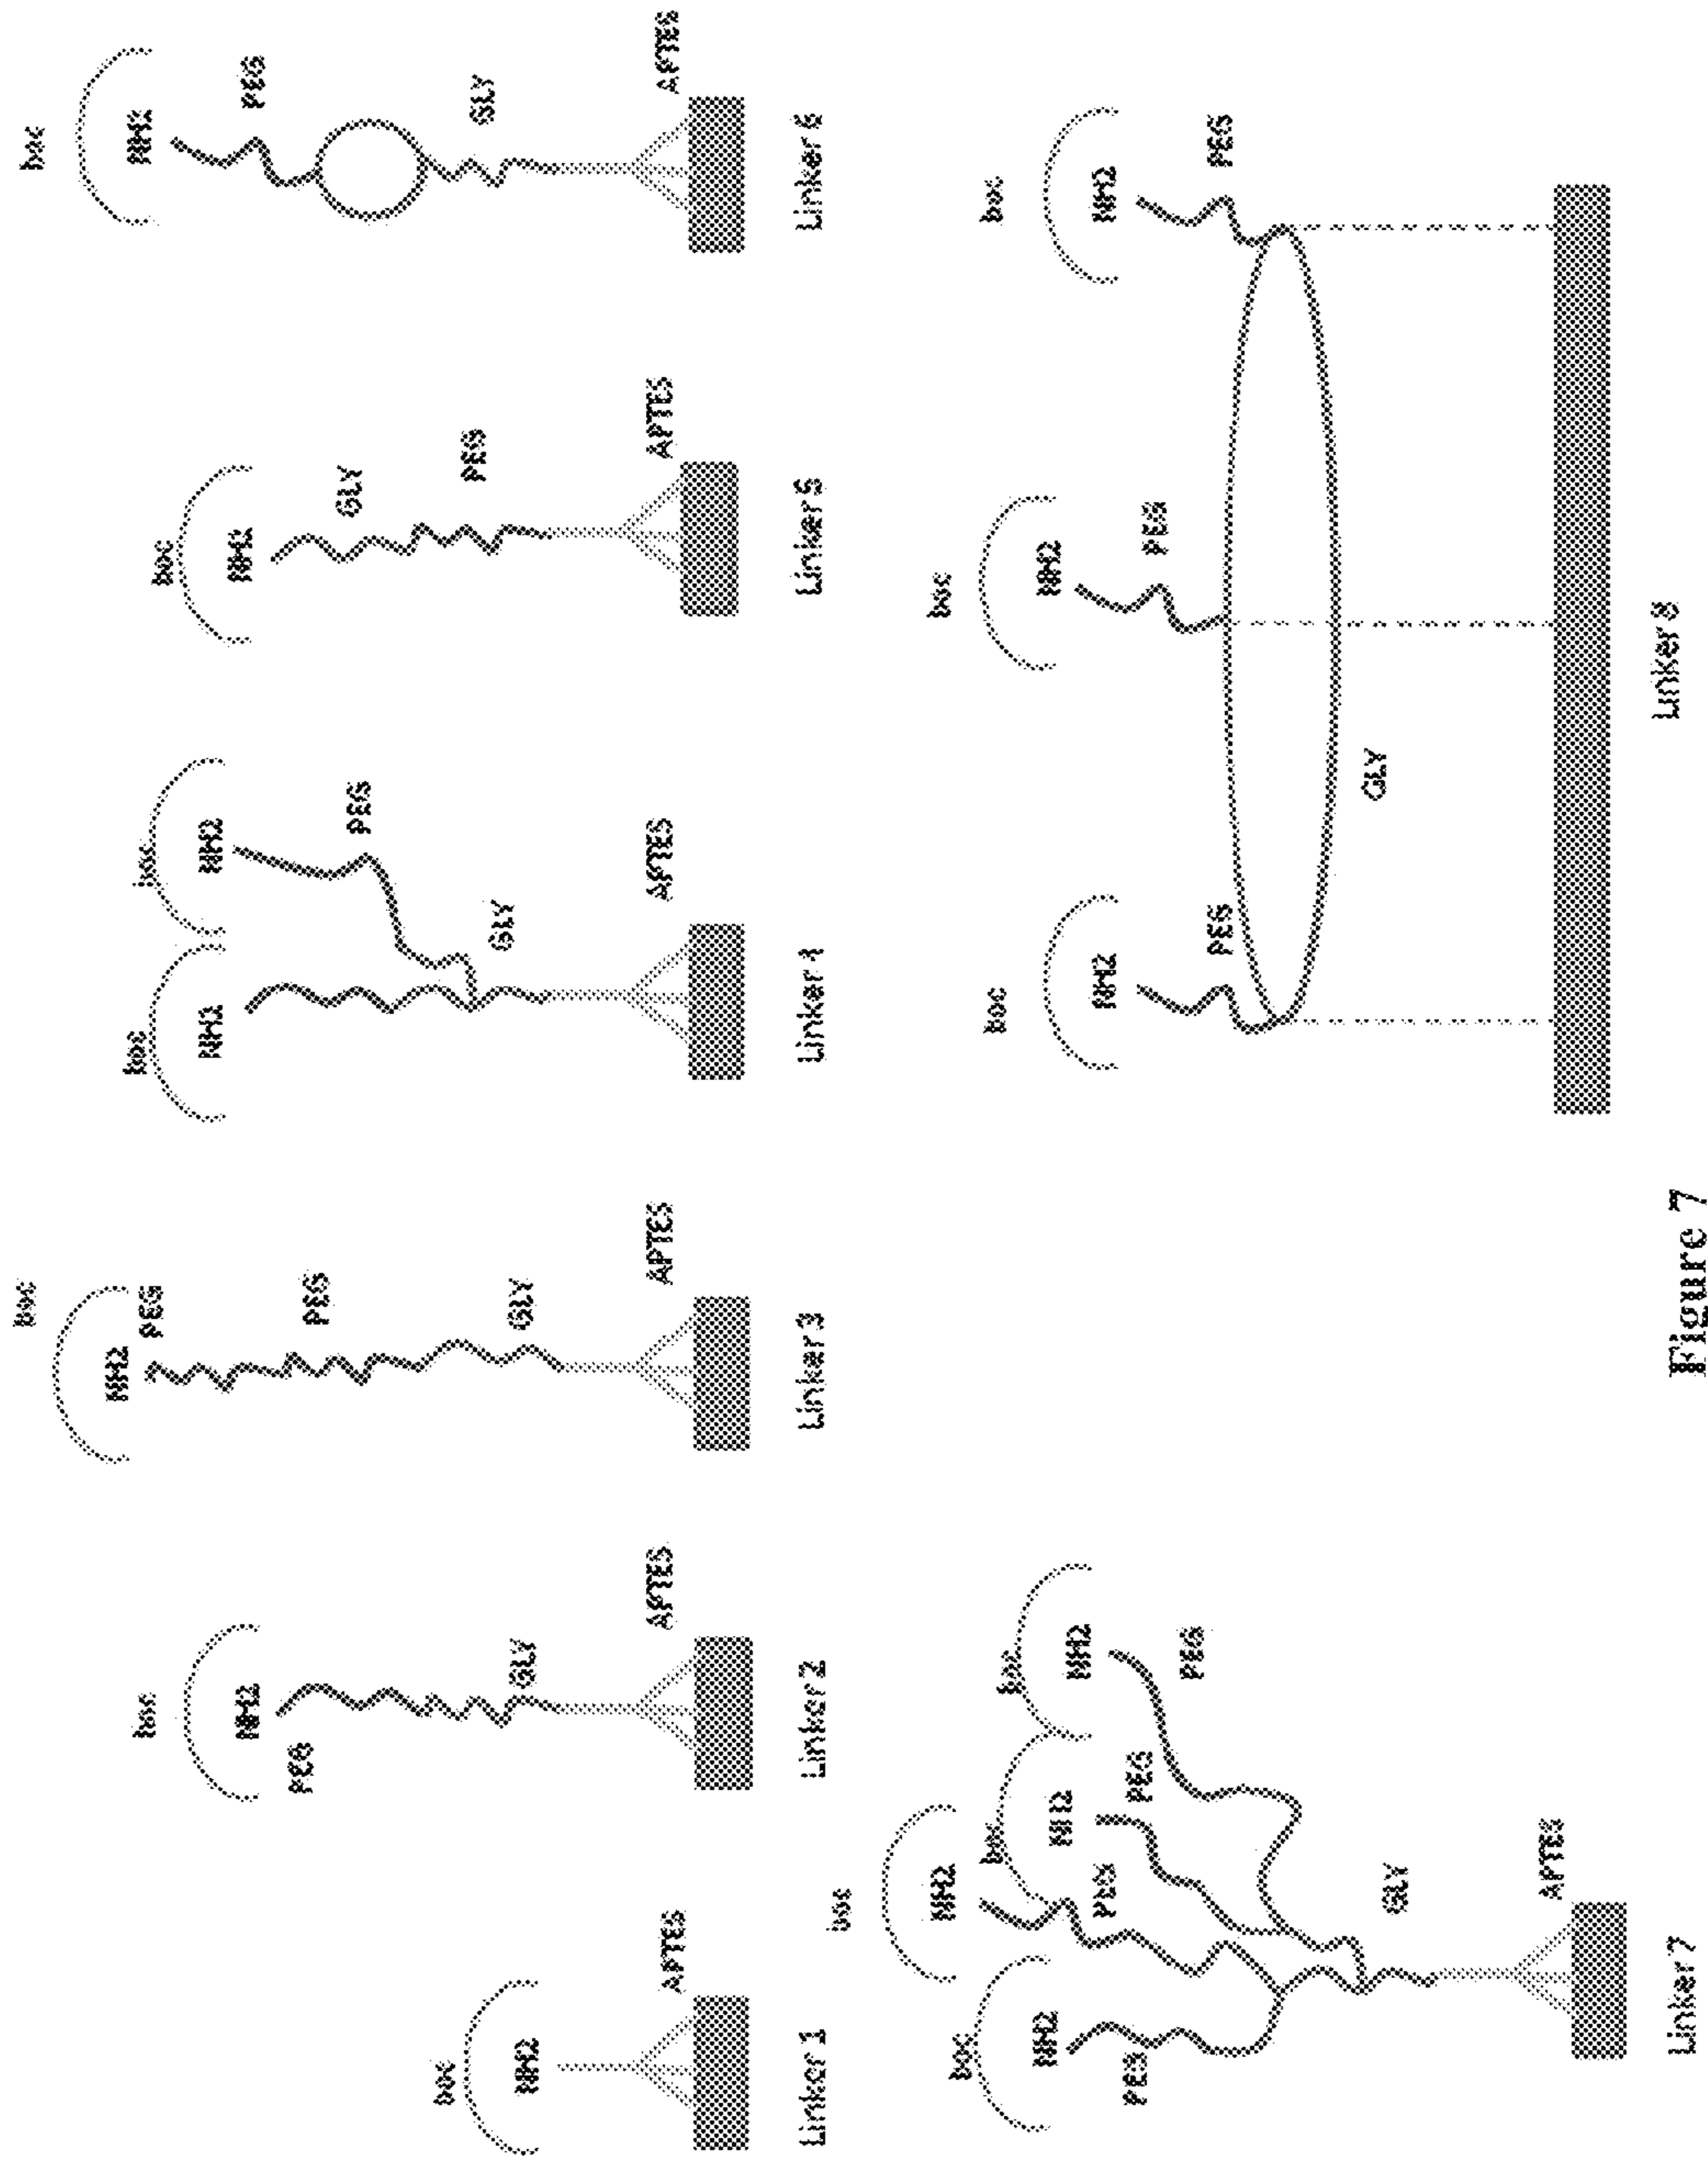 boc
NH2
APTES
Linker 1
boc
NH2
PEG
GLY
APTES
Linker 2
boc
NH2
PEG
PEG
GLY
APTES
Linker 3
boc
boc
NH2
NH2
PEG
GLY
APTES
Linker 4
boc
NH2
GLY
PEG
APTES
Linker 5
boc
NH2
PEG
GLY
APTES
Linker 6
boc
NH2
boc
boc
boc
NH2
NH2
NH2
PEG
PEG
PEG
PEG
GLY
APTES
Linker 7
boc
boc
boc
NH2
NH2
NH2
PEG
PEG
PEG
GLY
Linker 8
Figure 7